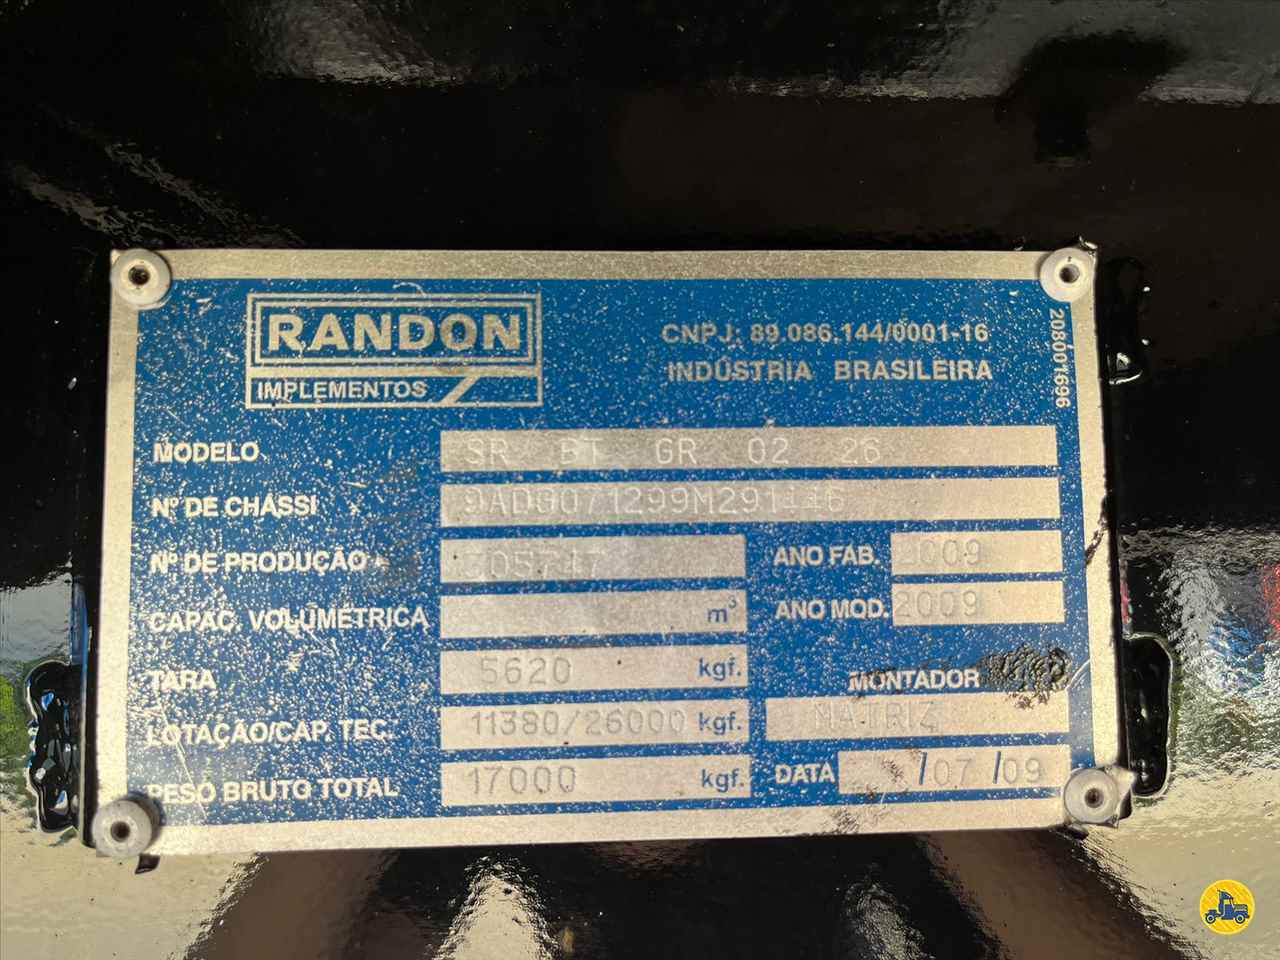 RANDON
IMPLEMENTOS
CNPJ: 89.086.144/0001-16
INDÚSTRIA BRASILEIRA
208001696
MODELO SR BT GR 02 26
Nº DE CHASSI
Nº DE PRODUÇÃO
ANO FAB. 2009
CAPAC. VOLUMÉTRICA m³
ANO MOD. 2009
TARA 5620 kgf.
MONTADOR
LOTAÇÃO/CAP. TEC. 11380/26000 kgf.
MATRIZ
PESO BRUTO TOTAL 17000 kgf.
DATA /07/09